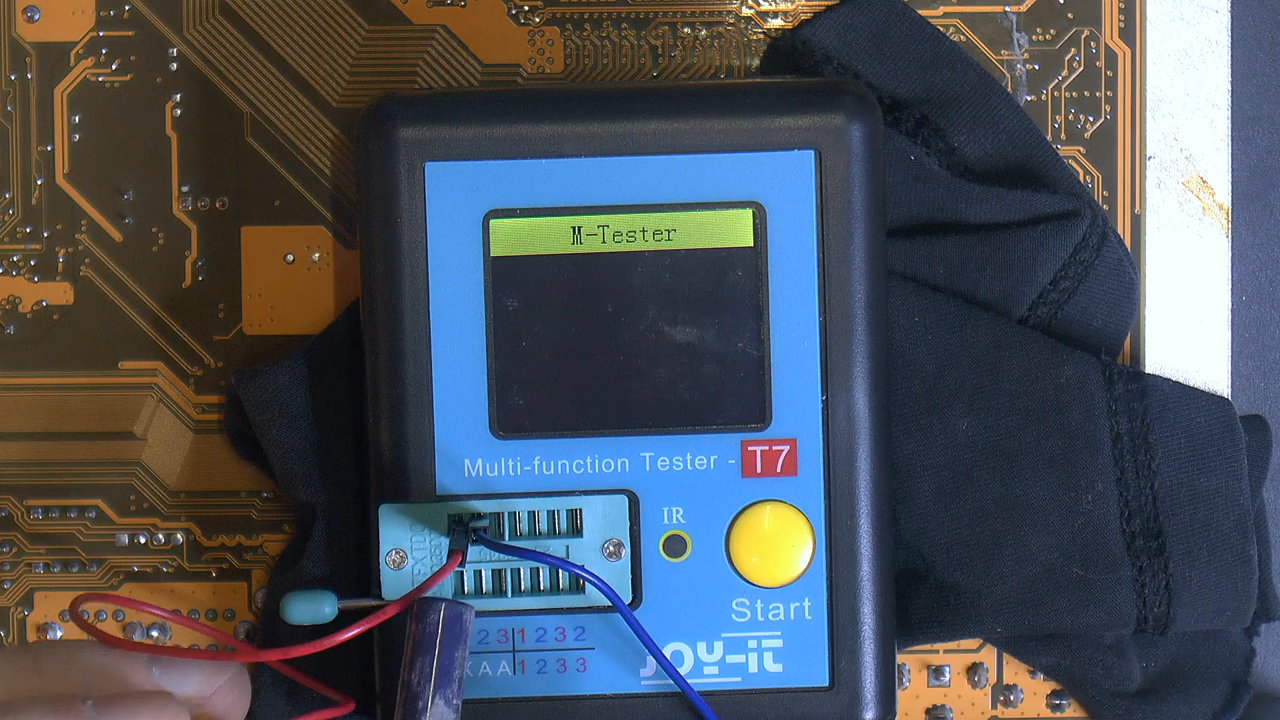 M-Tester
Multi-function Tester - T7
IR
Start
2 3 1 2 3 2
K A A 1 2 3 3
JOY-iT